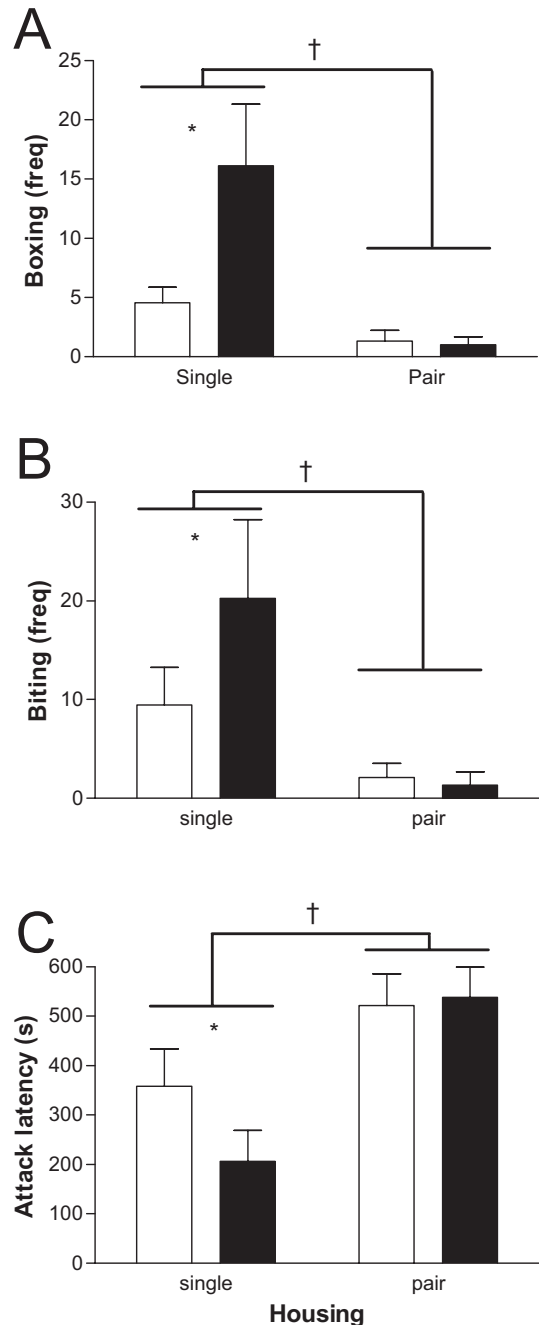 A
†
25
20
15
10
5
0
*
Boxing (freq)
Single Pair
B
†
30
20
10
0
*
Biting (freq)
single pair
C
†
600
500
400
300
200
100
0
*
Attack latency (s)
single pair
Housing